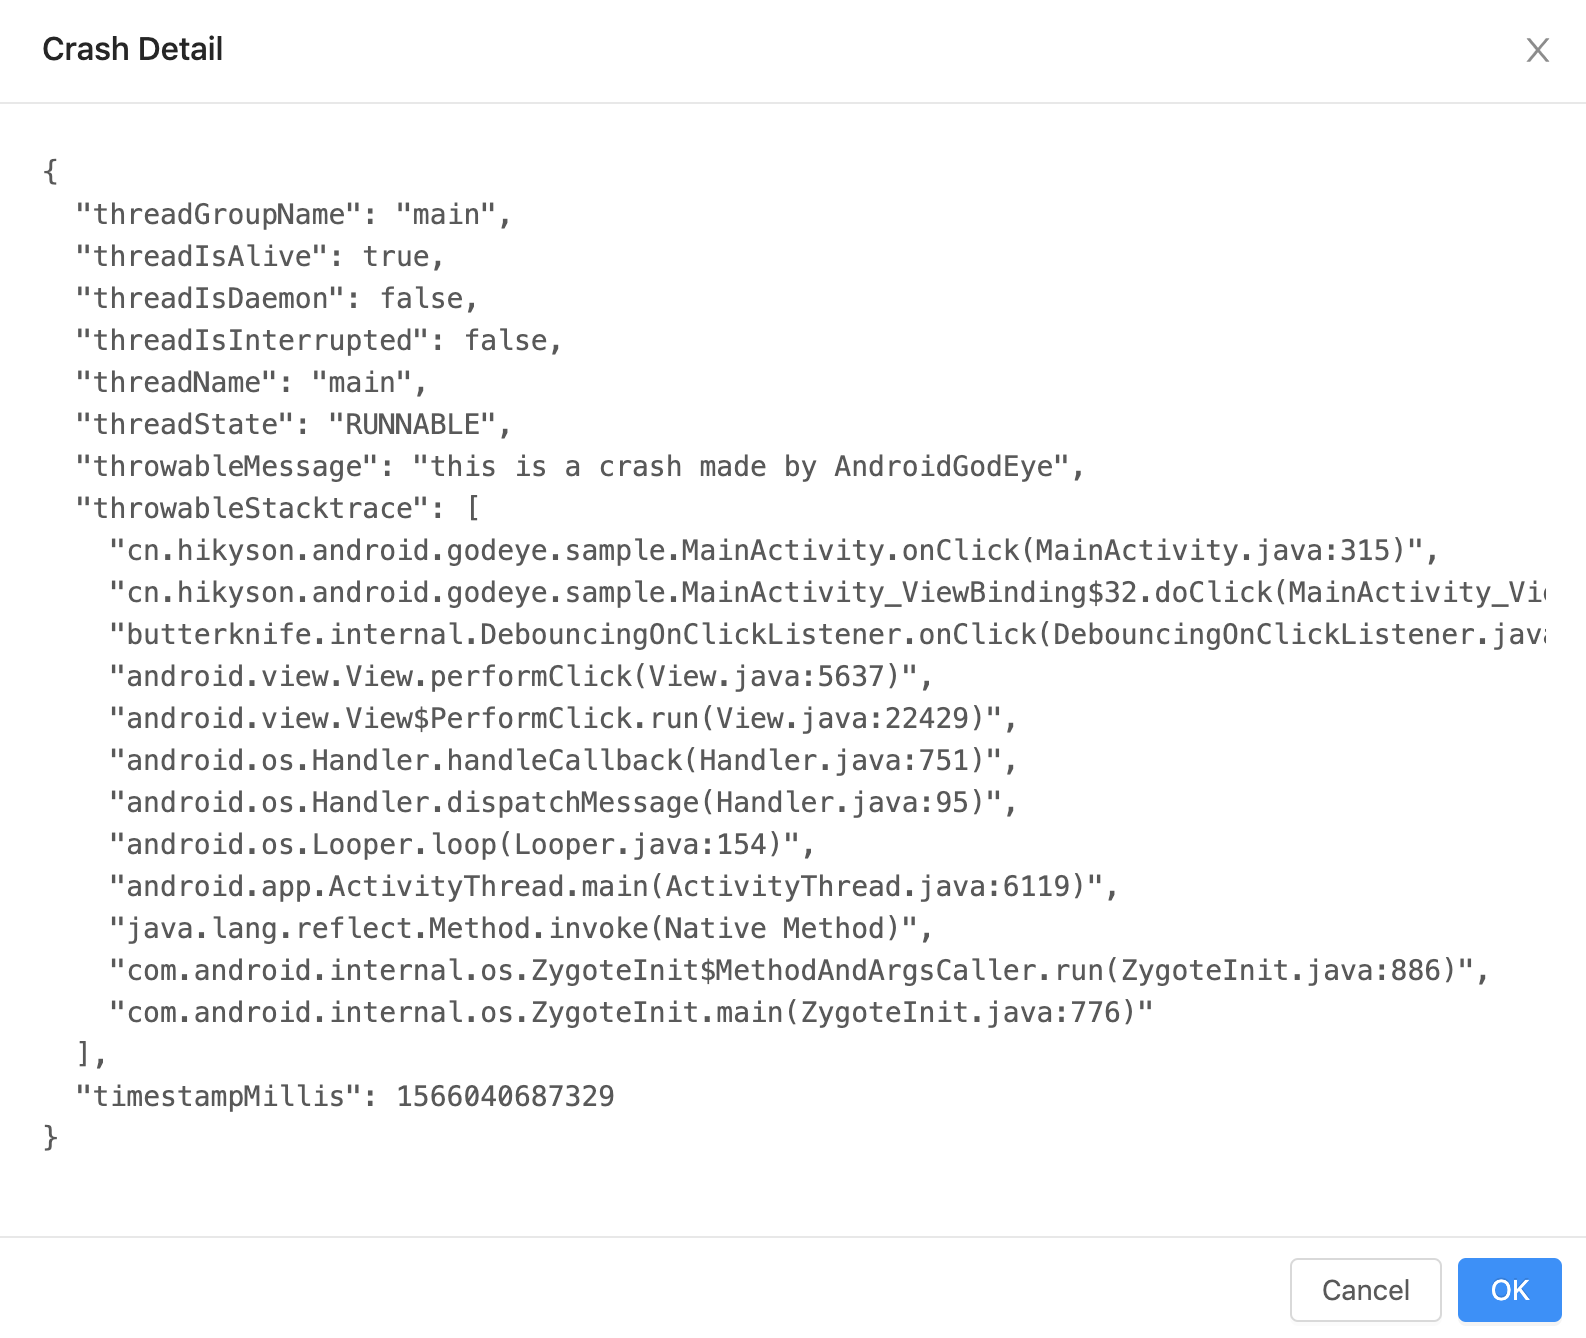 Crash Detail
{
  "threadGroupName": "main",
  "threadIsAlive": true,
  "threadIsDaemon": false,
  "threadIsInterrupted": false,
  "threadName": "main",
  "threadState": "RUNNABLE",
  "throwableMessage": "this is a crash made by AndroidGodEye",
  "throwableStacktrace": [
    "cn.hikyson.android.godeye.sample.MainActivity.onClick(MainActivity.java:315)",
    "cn.hikyson.android.godeye.sample.MainActivity_ViewBinding$32.doClick(MainActivity_Vi
    "butterknife.internal.DebouncingOnClickListener.onClick(DebouncingOnClickListener.jav
    "android.view.View.performClick(View.java:5637)",
    "android.view.View$PerformClick.run(View.java:22429)",
    "android.os.Handler.handleCallback(Handler.java:751)",
    "android.os.Handler.dispatchMessage(Handler.java:95)",
    "android.os.Looper.loop(Looper.java:154)",
    "android.app.ActivityThread.main(ActivityThread.java:6119)",
    "java.lang.reflect.Method.invoke(Native Method)",
    "com.android.internal.os.ZygoteInit$MethodAndArgsCaller.run(ZygoteInit.java:886)",
    "com.android.internal.os.ZygoteInit.main(ZygoteInit.java:776)"
  ],
  "timestampMillis": 1566040687329
}
Cancel OK